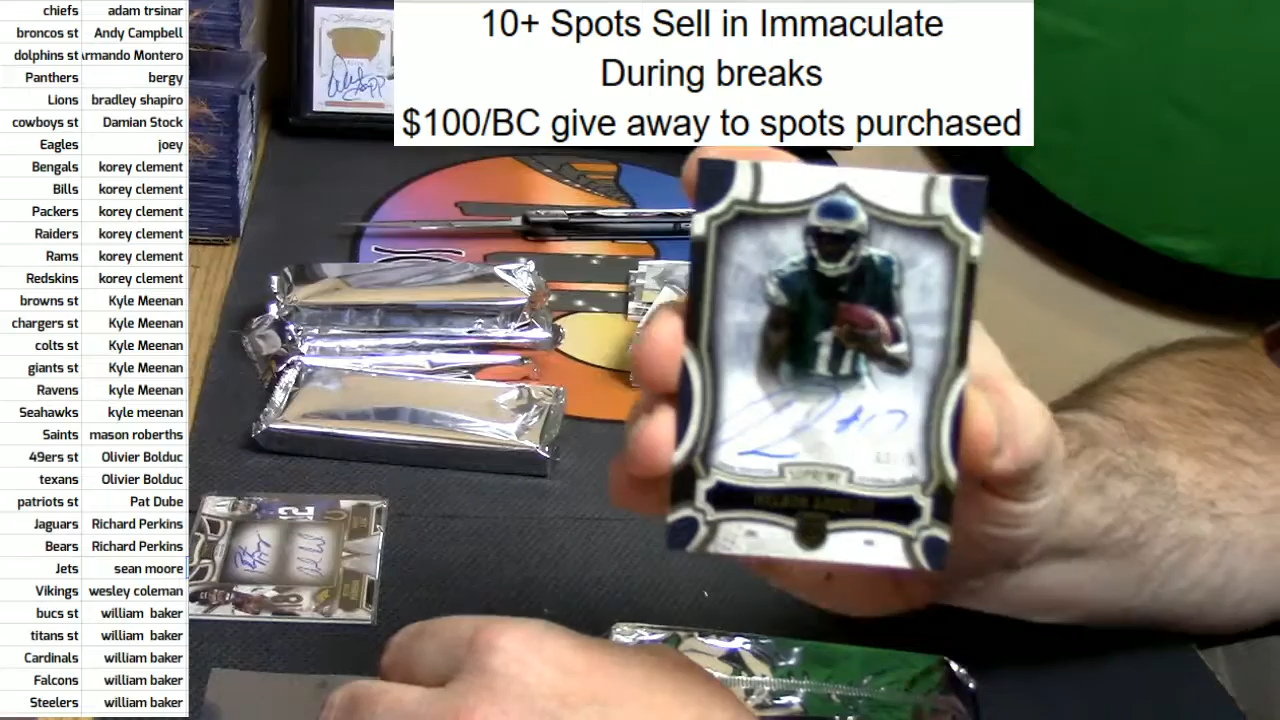 10+ Spots Sell in Immaculate
During breaks
$100/BC give away to spots purchased
chiefs adam trsinar
broncos st Andy Campbell
dolphins st rmando Montero
Panthers bergy
Lions bradley shapiro
cowboys st Damian Stock
Eagles joey
Bengals korey clement
Bills korey clement
Packers korey clement
Raiders korey clement
Rams korey clement
Redskins korey clement
browns st Kyle Meenan
chargers st Kyle Meenan
colts st Kyle Meenan
giants st Kyle Meenan
Ravens kyle Meenan
Seahawks kyle meenan
Saints mason roberths
49ers st Olivier Bolduc
texans Olivier Bolduc
patriots st Pat Dube
Jaguars Richard Perkins
Bears Richard Perkins
Jets sean moore
Vikings wesley coleman
bucs st william baker
titans st william baker
Cardinals william baker
Falcons william baker
Steelers william baker
#17
SUPREME
12